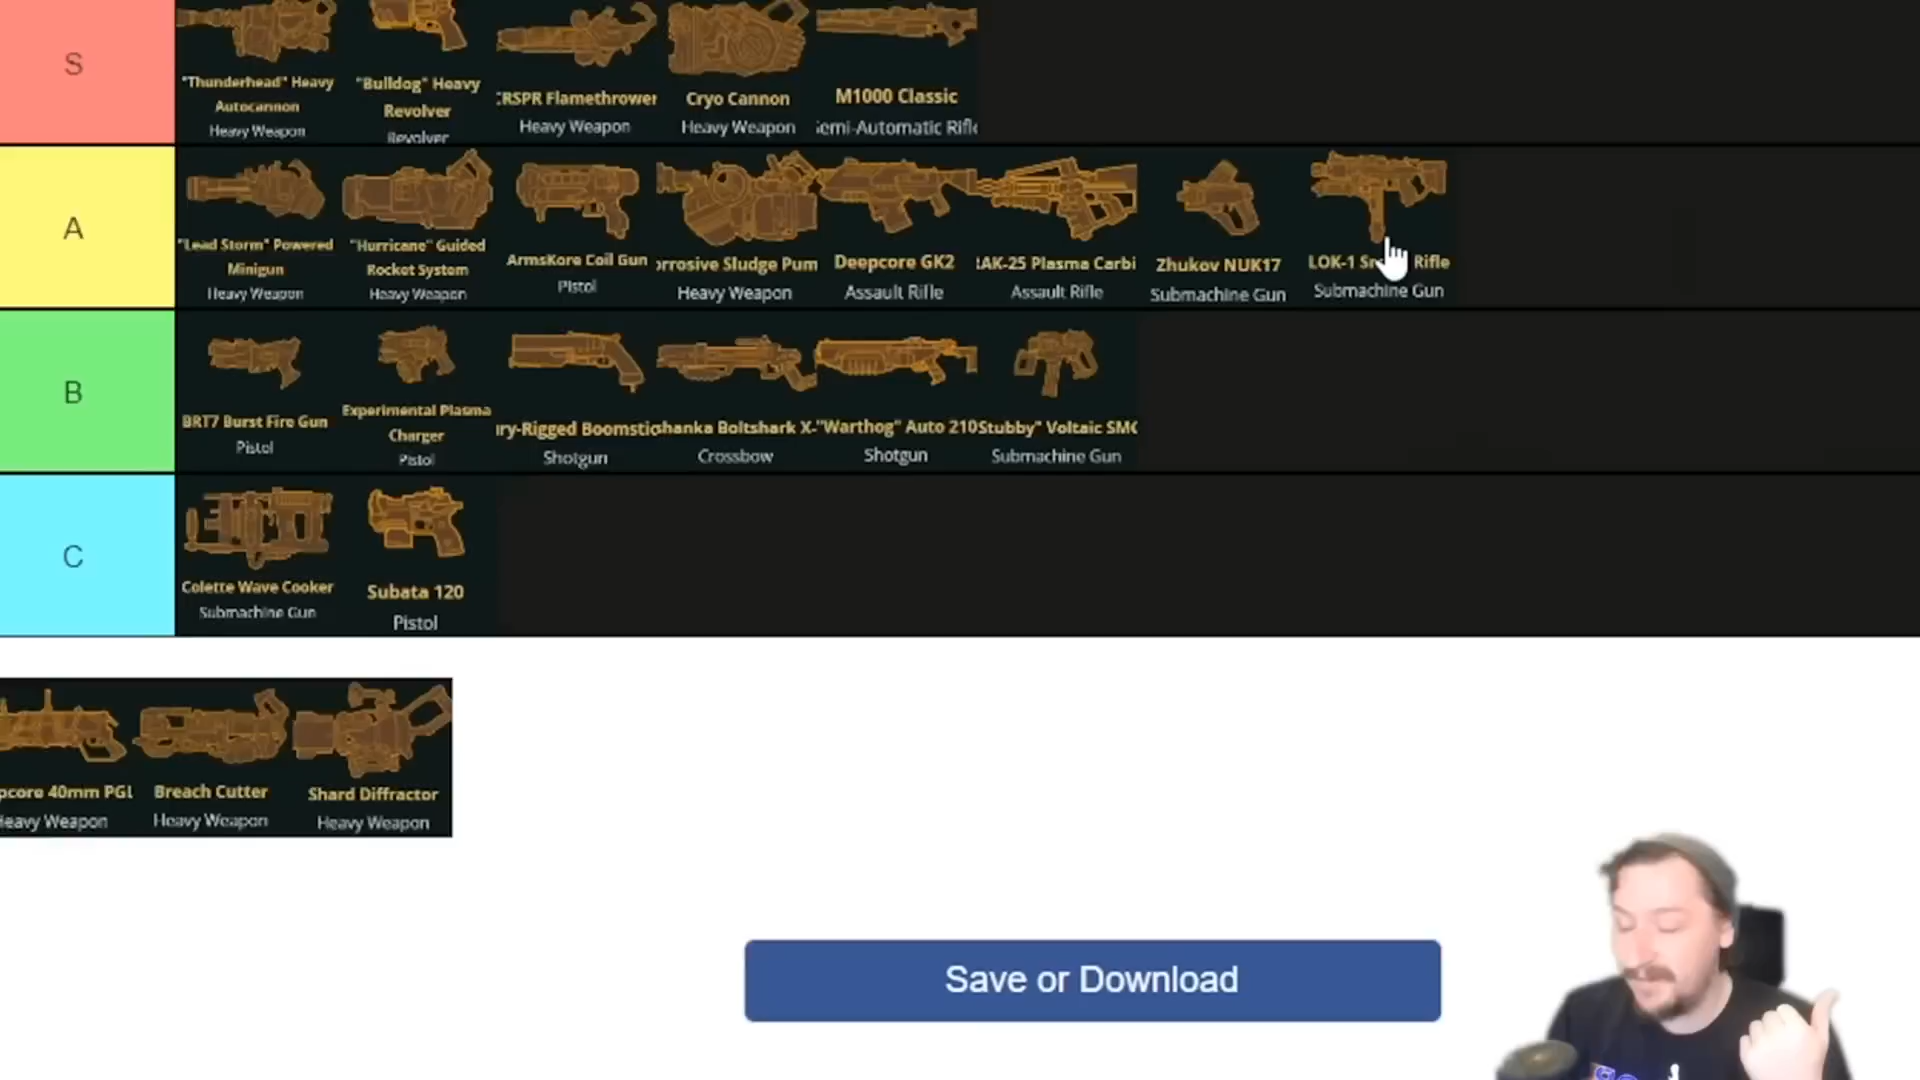 S
"Thunderhead" Heavy
Autocannon
Heavy Weapon
"Bulldog" Heavy
Revolver
Revolver
RSPR Flamethrower
Heavy Weapon
Cryo Cannon
Heavy Weapon
M1000 Classic
Semi-Automatic Rifle
A
"Lead Storm" Powered
Minigun
Heavy Weapon
"Hurricane" Guided
Rocket System
Heavy Weapon
ArmsKore Coil Gun
Pistol
orrosive Sludge Pum
Heavy Weapon
Deepcore GK2
Assault Rifle
AK-25 Plasma Carbi
Assault Rifle
Zhukov NUK17
Submachine Gun
LOK-1 Rifle
Submachine Gun
B
BRT7 Burst Fire Gun
Pistol
Experimental Plasma
Charger
Pistol
ry-Rigged Boomstic
Shotgun
hanka Boltshark X-
Crossbow
"Warthog" Auto 210
Shotgun
Stubby" Voltaic SMG
Submachine Gun
C
Colette Wave Cooker
Submachine Gun
Subata 120
Pistol
pcore 40mm PGL
Heavy Weapon
Breach Cutter
Heavy Weapon
Shard Diffractor
Heavy Weapon
Save or Download